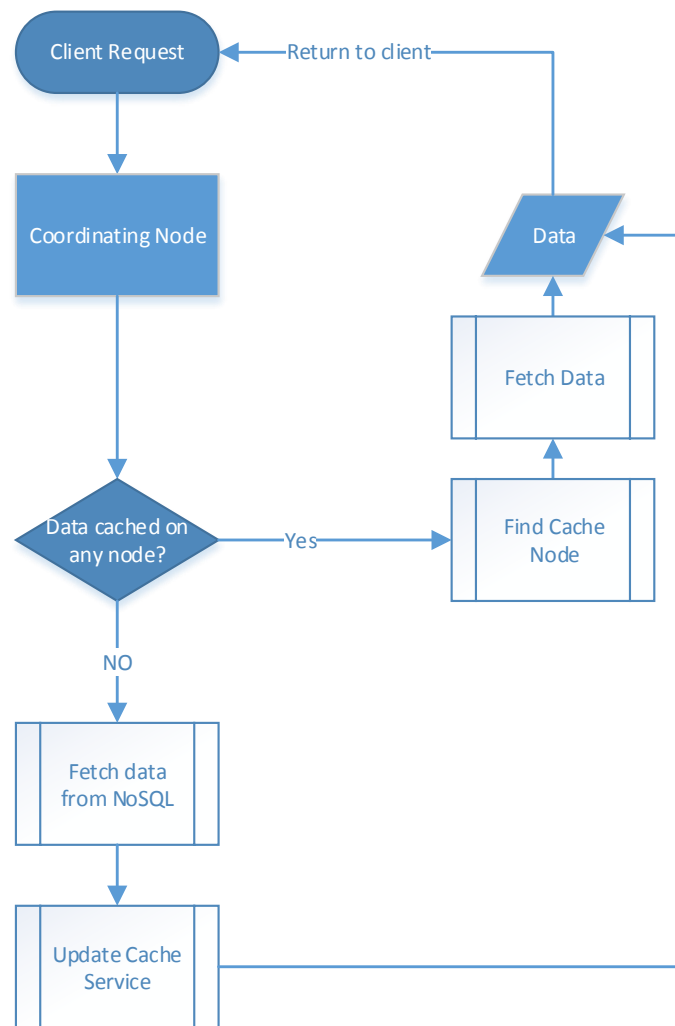 Client Request
Return to client
Coordinating Node
Data
Fetch Data
Data cached on
any node?
Yes
Find Cache
Node
NO
Fetch data
from NoSQL
Update Cache
Service